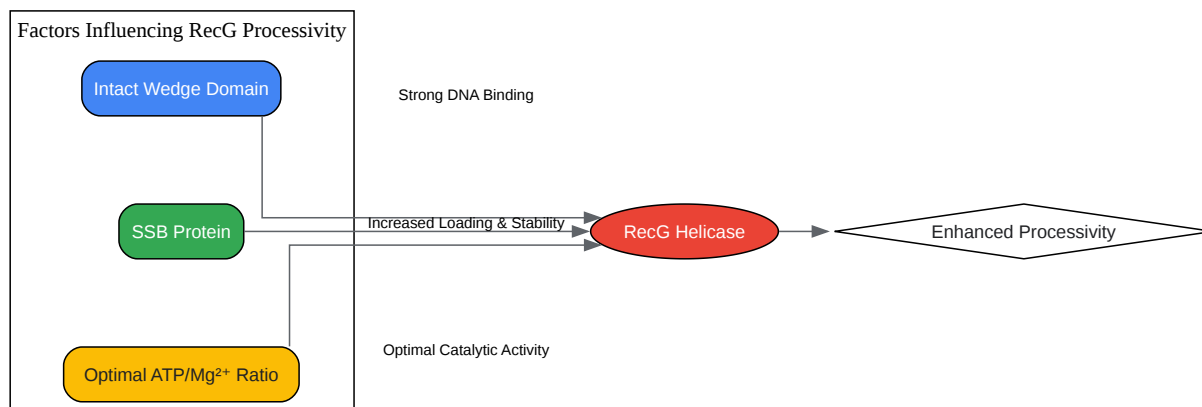 Factors Influencing RecG Processivity
Intact Wedge Domain
Strong DNA Binding
SSB Protein
Increased Loading & Stability
RecG Helicase
Enhanced Processivity
Optimal ATP/Mg²⁺ Ratio
Optimal Catalytic Activity